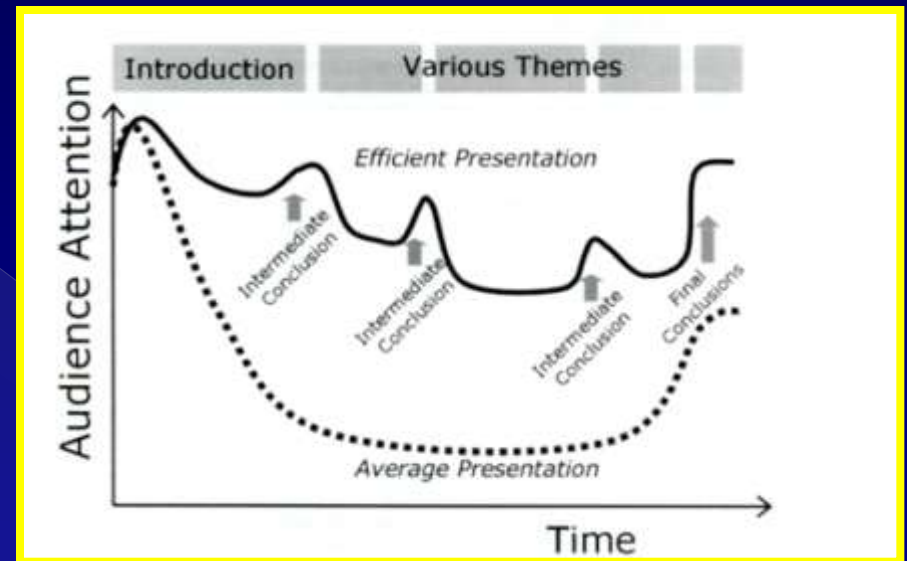 Introduction
Various Themes
Audience Attention
Efficient Presentation
Intermediate
Conclusion
Intermediate
Conclusion
Intermediate
Conclusion
Final
Conclusions
Average Presentation
Time